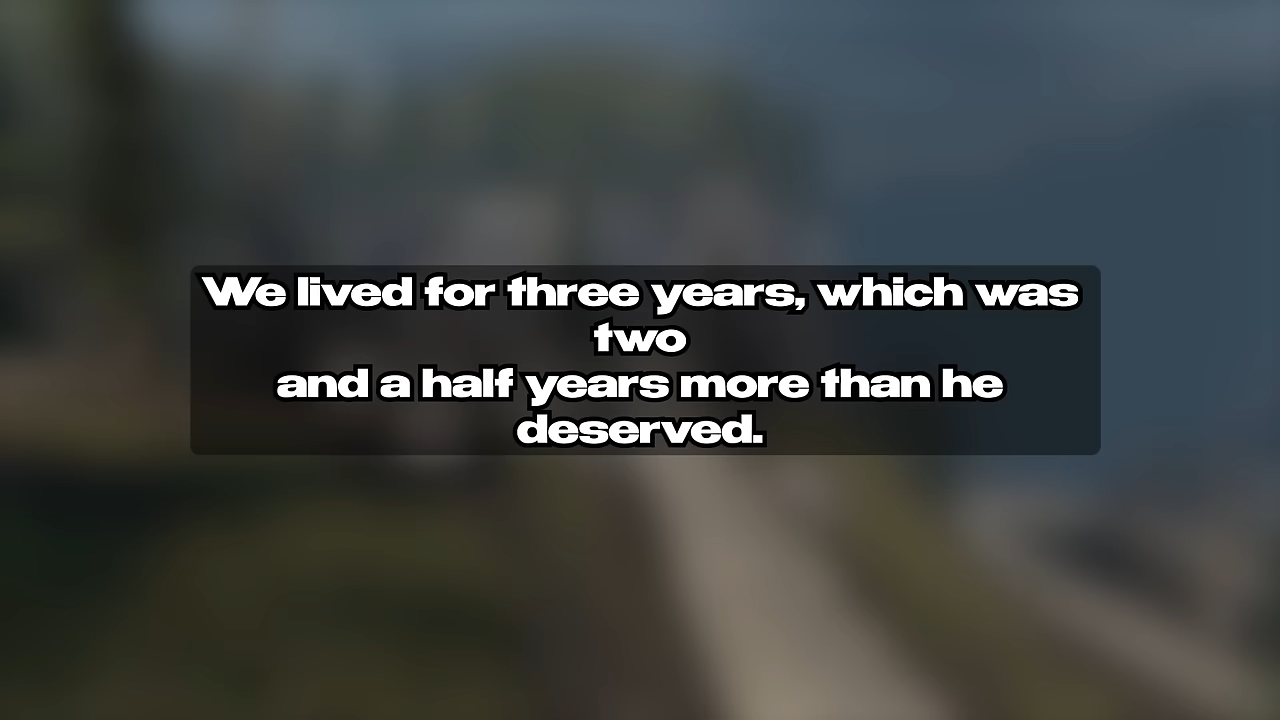 We lived for three years, which was
two
and a half years more than he
deserved.